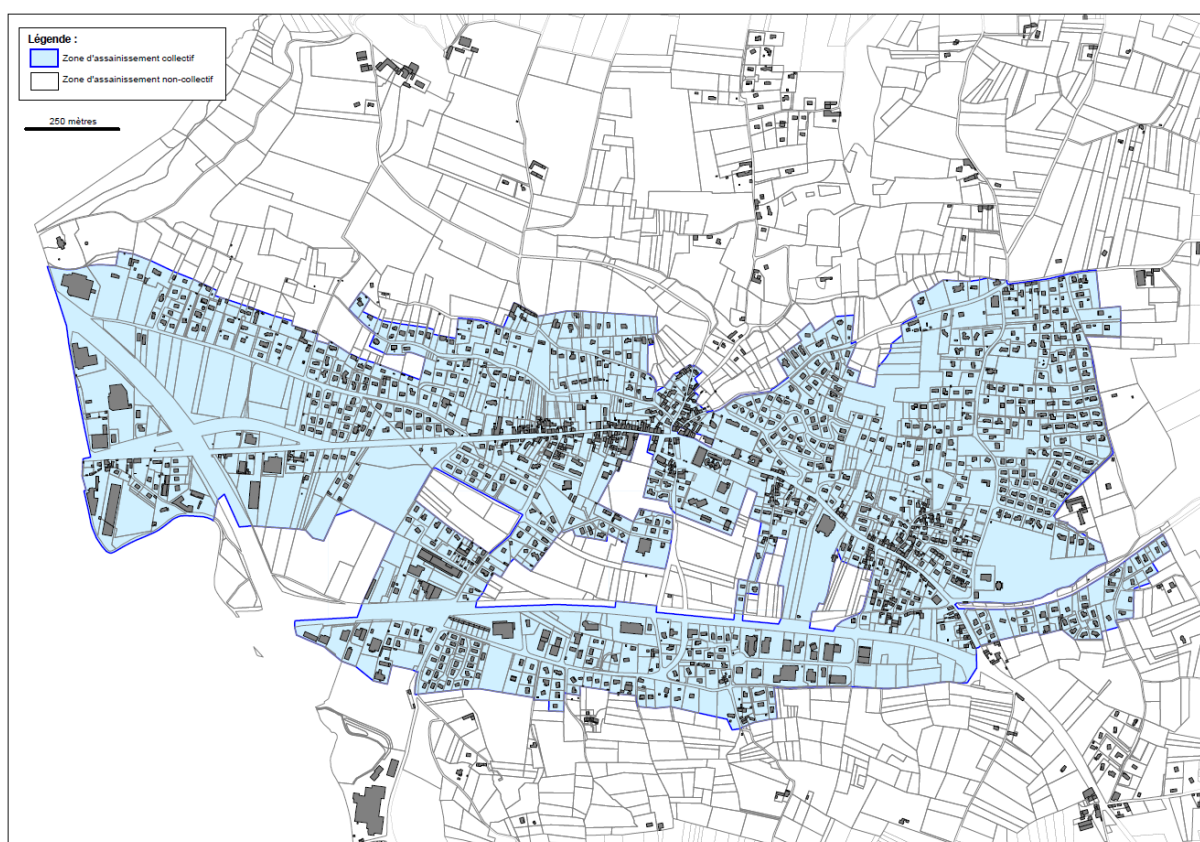 Légende :
Zone d'assainissement collectif
Zone d'assainissement non-collectif
250 mètres